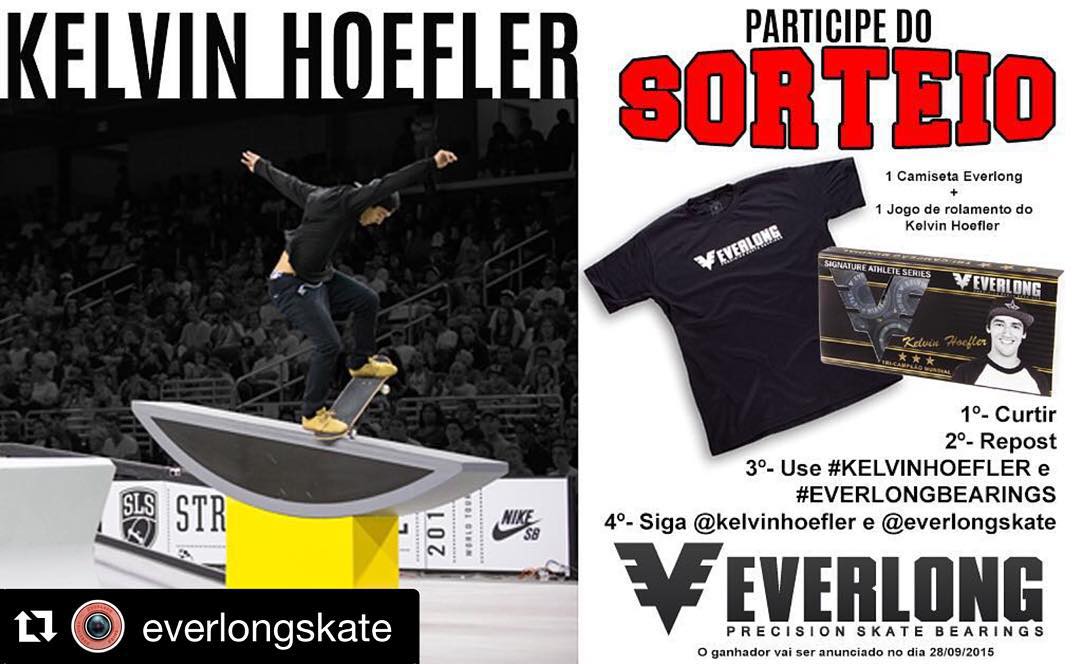 KELVIN HOEFLER
SLS
STR
201
WORLD TOUR
NIKE SB
everlongskate
PARTICIPE DO
SORTEIO
1 Camiseta Everlong
+
1 Jogo de rolamento do
Kelvin Hoefler
EVERLONG
SIGNATURE ATHLETE SERIES
EVERLONG
Kelvin Hoefler
TRI-CAMPEÃO MUNDIAL
1º- Curtir
2º- Repost
3º- Use #KELVINHOEFLER e
#EVERLONGBEARINGS
4º- Siga @kelvinhoefler e @everlongskate
EVERLONG
PRECISION SKATE BEARINGS
O ganhador vai ser anunciado no dia 28/09/2015